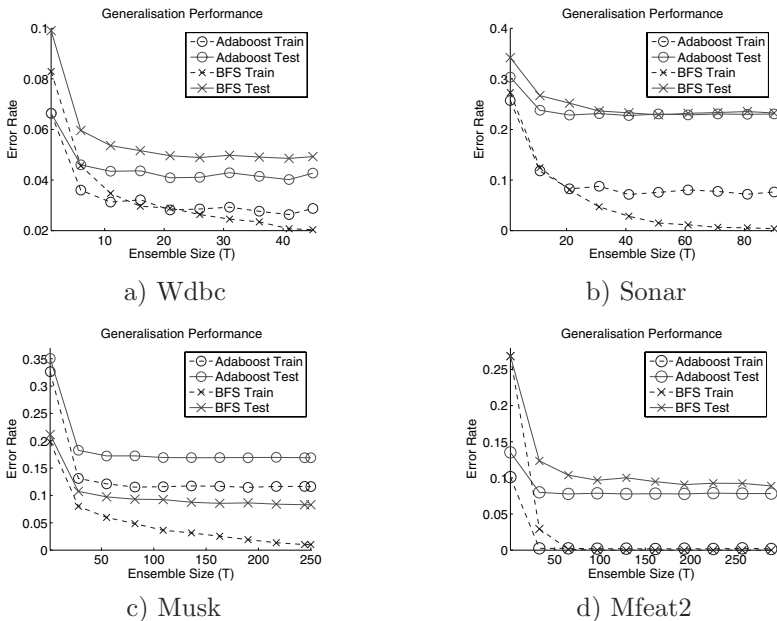 Generalisation Performance
0.1
0.08
0.06
0.04
0.02
Error Rate
Adaboost Train
Adaboost Test
BFS Train
BFS Test
10 20 30 40
Ensemble Size (T)
a) Wdbc
Generalisation Performance
0.4
0.3
0.2
0.1
0
Error Rate
Adaboost Train
Adaboost Test
BFS Train
BFS Test
20 40 60 80
Ensemble Size (T)
b) Sonar
Generalisation Performance
0.35
0.3
0.25
0.2
0.15
0.1
0.05
0
Error Rate
Adaboost Train
Adaboost Test
BFS Train
BFS Test
50 100 150 200 250
Ensemble Size (T)
c) Musk
Generalisation Performance
0.25
0.2
0.15
0.1
0.05
0
Error Rate
Adaboost Train
Adaboost Test
BFS Train
BFS Test
50 100 150 200 250
Ensemble Size (T)
d) Mfeat2